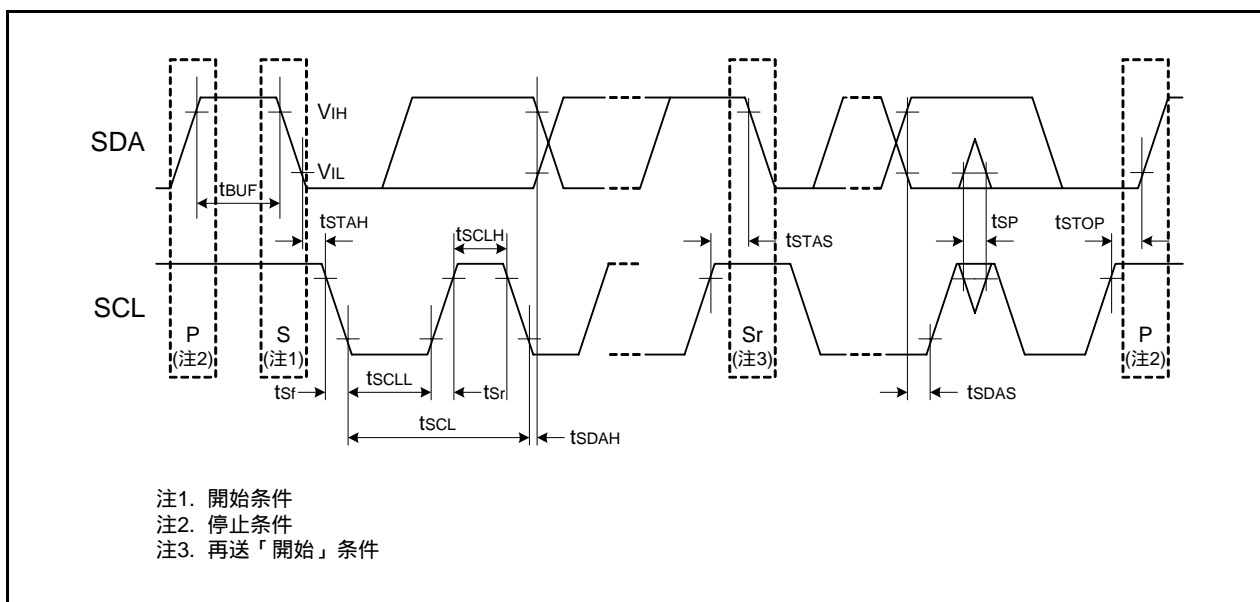 SDA
VIH
VIL
tBUF
tSTAH
tSCLH
tSTAS
tSP
tSTOP
SCL
P
(注2)
S
(注1)
Sr
(注3)
P
(注2)
tSf
tSCLL
tSr
tSDAS
tSCL
tSDAH
注1. 開始条件
注2. 停止条件
注3. 再送「開始」条件